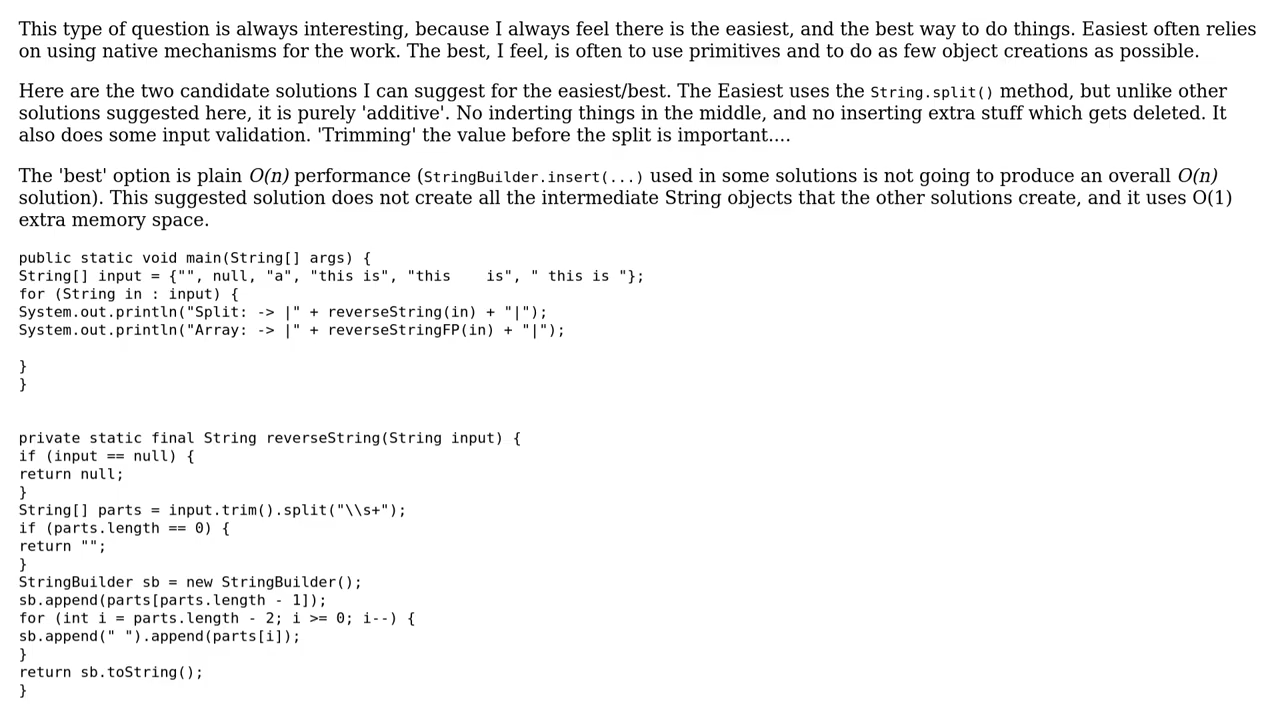 This type of question is always interesting, because I always feel there is the easiest, and the best way to do things. Easiest often relies
on using native mechanisms for the work. The best, I feel, is often to use primitives and to do as few object creations as possible.
Here are the two candidate solutions I can suggest for the easiest/best. The Easiest uses the String.split() method, but unlike other
solutions suggested here, it is purely 'additive'. No inderting things in the middle, and no inserting extra stuff which gets deleted. It
also does some input validation. 'Trimming' the value before the split is important....
The 'best' option is plain O(n) performance (StringBuilder.insert(...) used in some solutions is not going to produce an overall O(n)
solution). This suggested solution does not create all the intermediate String objects that the other solutions create, and it uses O(1)
extra memory space.
public static void main(String[] args) {
String[] input = {"", null, "a", "this is", "this    is", " this is "};
for (String in : input) {
System.out.println("Split: -> |" + reverseString(in) + "|");
System.out.println("Array: -> |" + reverseStringFP(in) + "|");
}
}
private static final String reverseString(String input) {
if (input == null) {
return null;
}
String[] parts = input.trim().split("\\s+");
if (parts.length == 0) {
return "";
}
StringBuilder sb = new StringBuilder();
sb.append(parts[parts.length - 1]);
for (int i = parts.length - 2; i >= 0; i--) {
sb.append(" ").append(parts[i]);
}
return sb.toString();
}